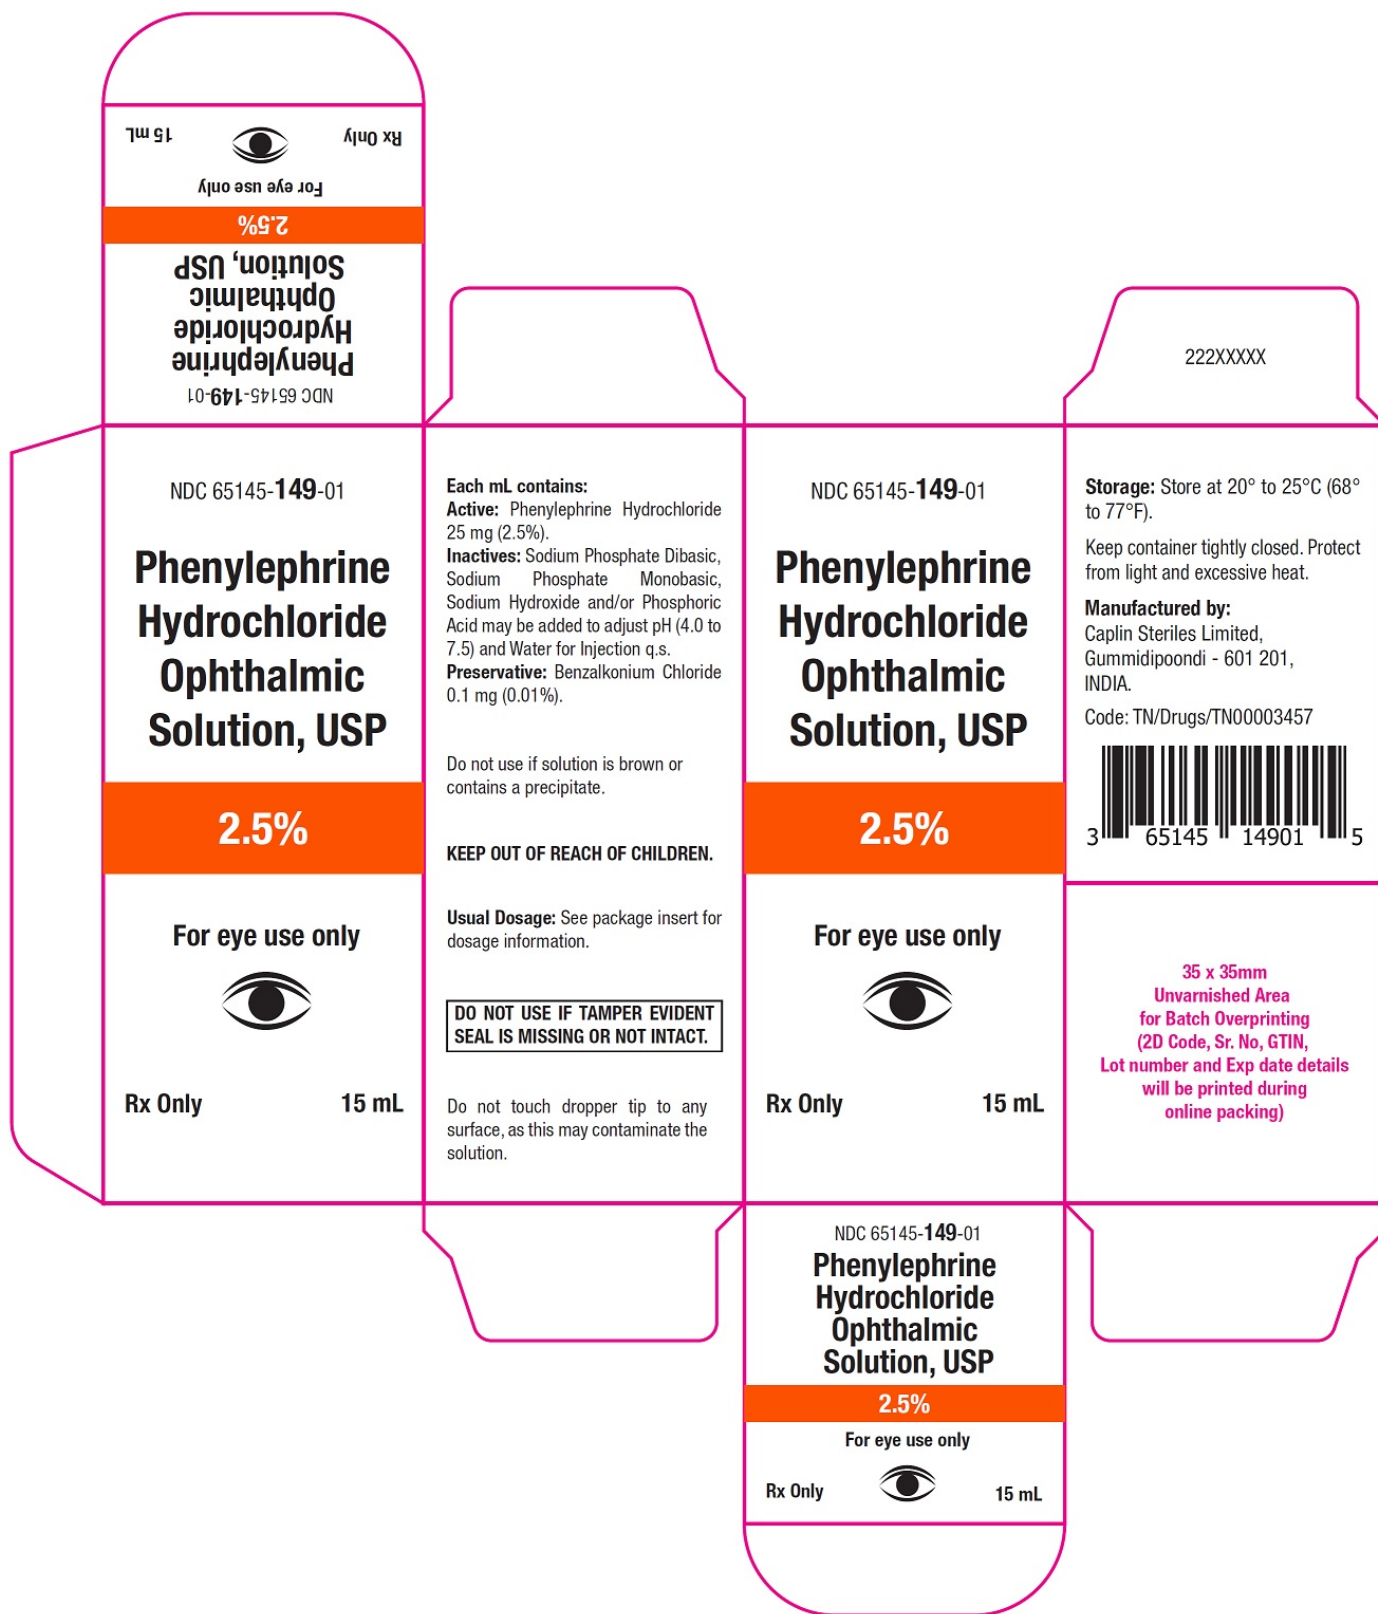 Rx Only
15 mL
For eye use only
2.5%
Phenylephrine
Hydrochloride
Ophthalmic
Solution, USP
NDC 65145-149-01
NDC 65145-149-01
Phenylephrine
Hydrochloride
Ophthalmic
Solution, USP
2.5%
For eye use only
Rx Only
15 mL
Each mL contains:
Active: Phenylephrine Hydrochloride
25 mg (2.5%).
Inactives: Sodium Phosphate Dibasic,
Sodium Phosphate Monobasic,
Sodium Hydroxide and/or Phosphoric
Acid may be added to adjust pH (4.0 to
7.5) and Water for Injection q.s.
Preservative: Benzalkonium Chloride
0.1 mg (0.01%).
Do not use if solution is brown or
contains a precipitate.
KEEP OUT OF REACH OF CHILDREN.
Usual Dosage: See package insert for
dosage information.
DO NOT USE IF TAMPER EVIDENT
SEAL IS MISSING OR NOT INTACT.
Do not touch dropper tip to any
surface, as this may contaminate the
solution.
NDC 65145-149-01
Phenylephrine
Hydrochloride
Ophthalmic
Solution, USP
2.5%
For eye use only
Rx Only
15 mL
222XXXXX
Storage: Store at 20° to 25°C (68°
to 77°F).
Keep container tightly closed. Protect
from light and excessive heat.
Manufactured by:
Caplin Steriles Limited,
Gummidipoondi - 601 201,
INDIA.
Code: TN/Drugs/TN00003457
3 65145 14901 5
35 x 35mm
Unvarnished Area
for Batch Overprinting
(2D Code, Sr. No, GTIN,
Lot number and Exp date details
will be printed during
online packing)
NDC 65145-149-01
Phenylephrine
Hydrochloride
Ophthalmic
Solution, USP
2.5%
For eye use only
Rx Only
15 mL